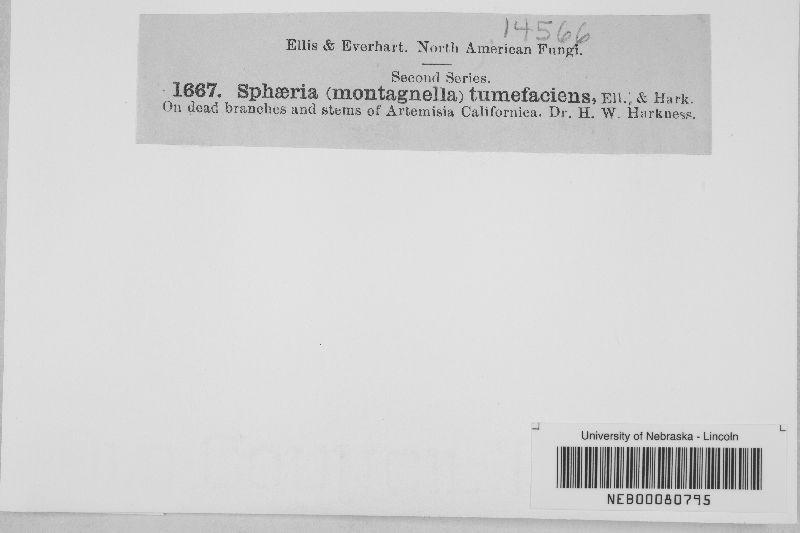 14566
Ellis & Everhart. North American Fungi.
Second Series.
1667. Sphæria (montagnella) tumefaciens, Ell. & Hark.
On dead branches and stems of Artemisia Californica. Dr. H. W. Harkness.
University of Nebraska - Lincoln
NEB00080795